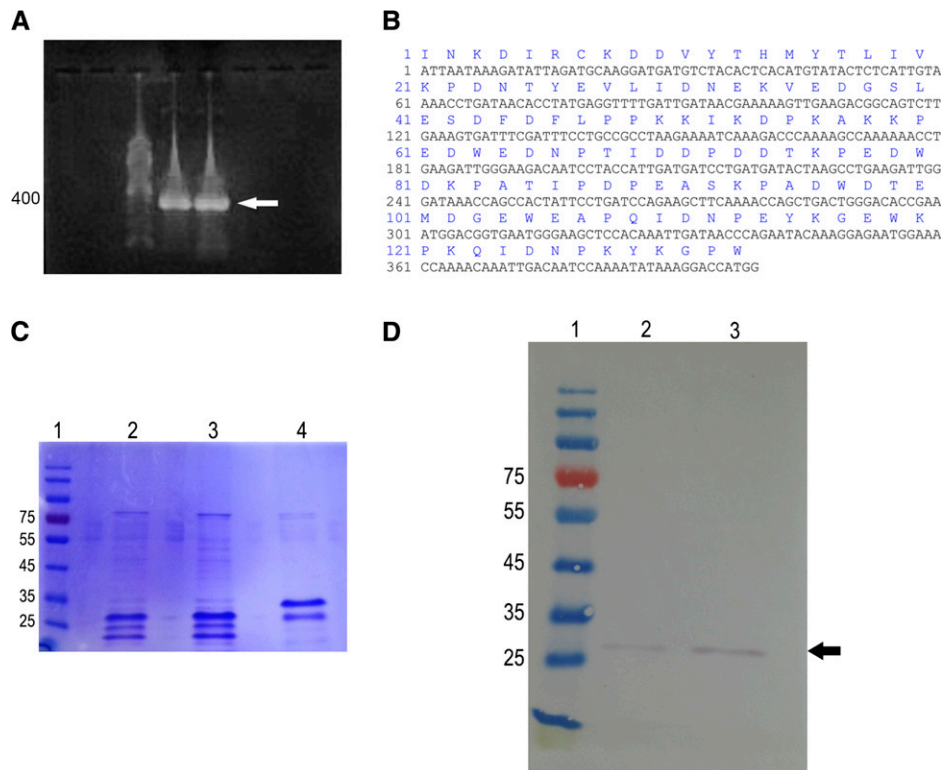 A
400
B
1 I N K D I R C K D D V Y T H M Y T L I V
1 ATTAATAAAGATATTAGATGCAAGGATGATGTCTACACTCACATGTATACTCTCATTGTA
21 K P D N T Y E V L I D N E K V E D G S L
61 AAACCTGATAACACCTATGAGGTTTTGATTGATAACGAAAAAGTTGAAGACGGCAGTCTT
41 E S D F D F L P P K K I K D P K A K K P
121 GAAAGTGATTTCGATTTCCTGCCGCCTAAGAAAATCAAAGACCCAAAAGCCAAAAAACCT
61 E D W E D N P T I D D P D D T K P E D W
181 GAAGATTGGGAAGACAATCCTACCATTGATGATCCTGATGATACTAAGCCTGAAGATTGG
81 D K P A T I P D P E A S K P A D W D T E
241 GATAAACCAGCCACTATTCCTGATCCAGAAGCTTCAAAACCAGCTGACTGGGACACCGAA
101 M D G E W E A P Q I D N P E Y K G E W K
301 ATGGACGGTGAATGGGAAGCTCCACAAATTGATAACCCAGAATACAAAGGAGAATGGAAA
121 P K Q I D N P K Y K G P W
361 CCAAAACAAATTGACAATCCAAAATATAAAGGACCATGG
C
1 2 3 4
75
55
45
35
25
D
1 2 3
75
55
45
35
25